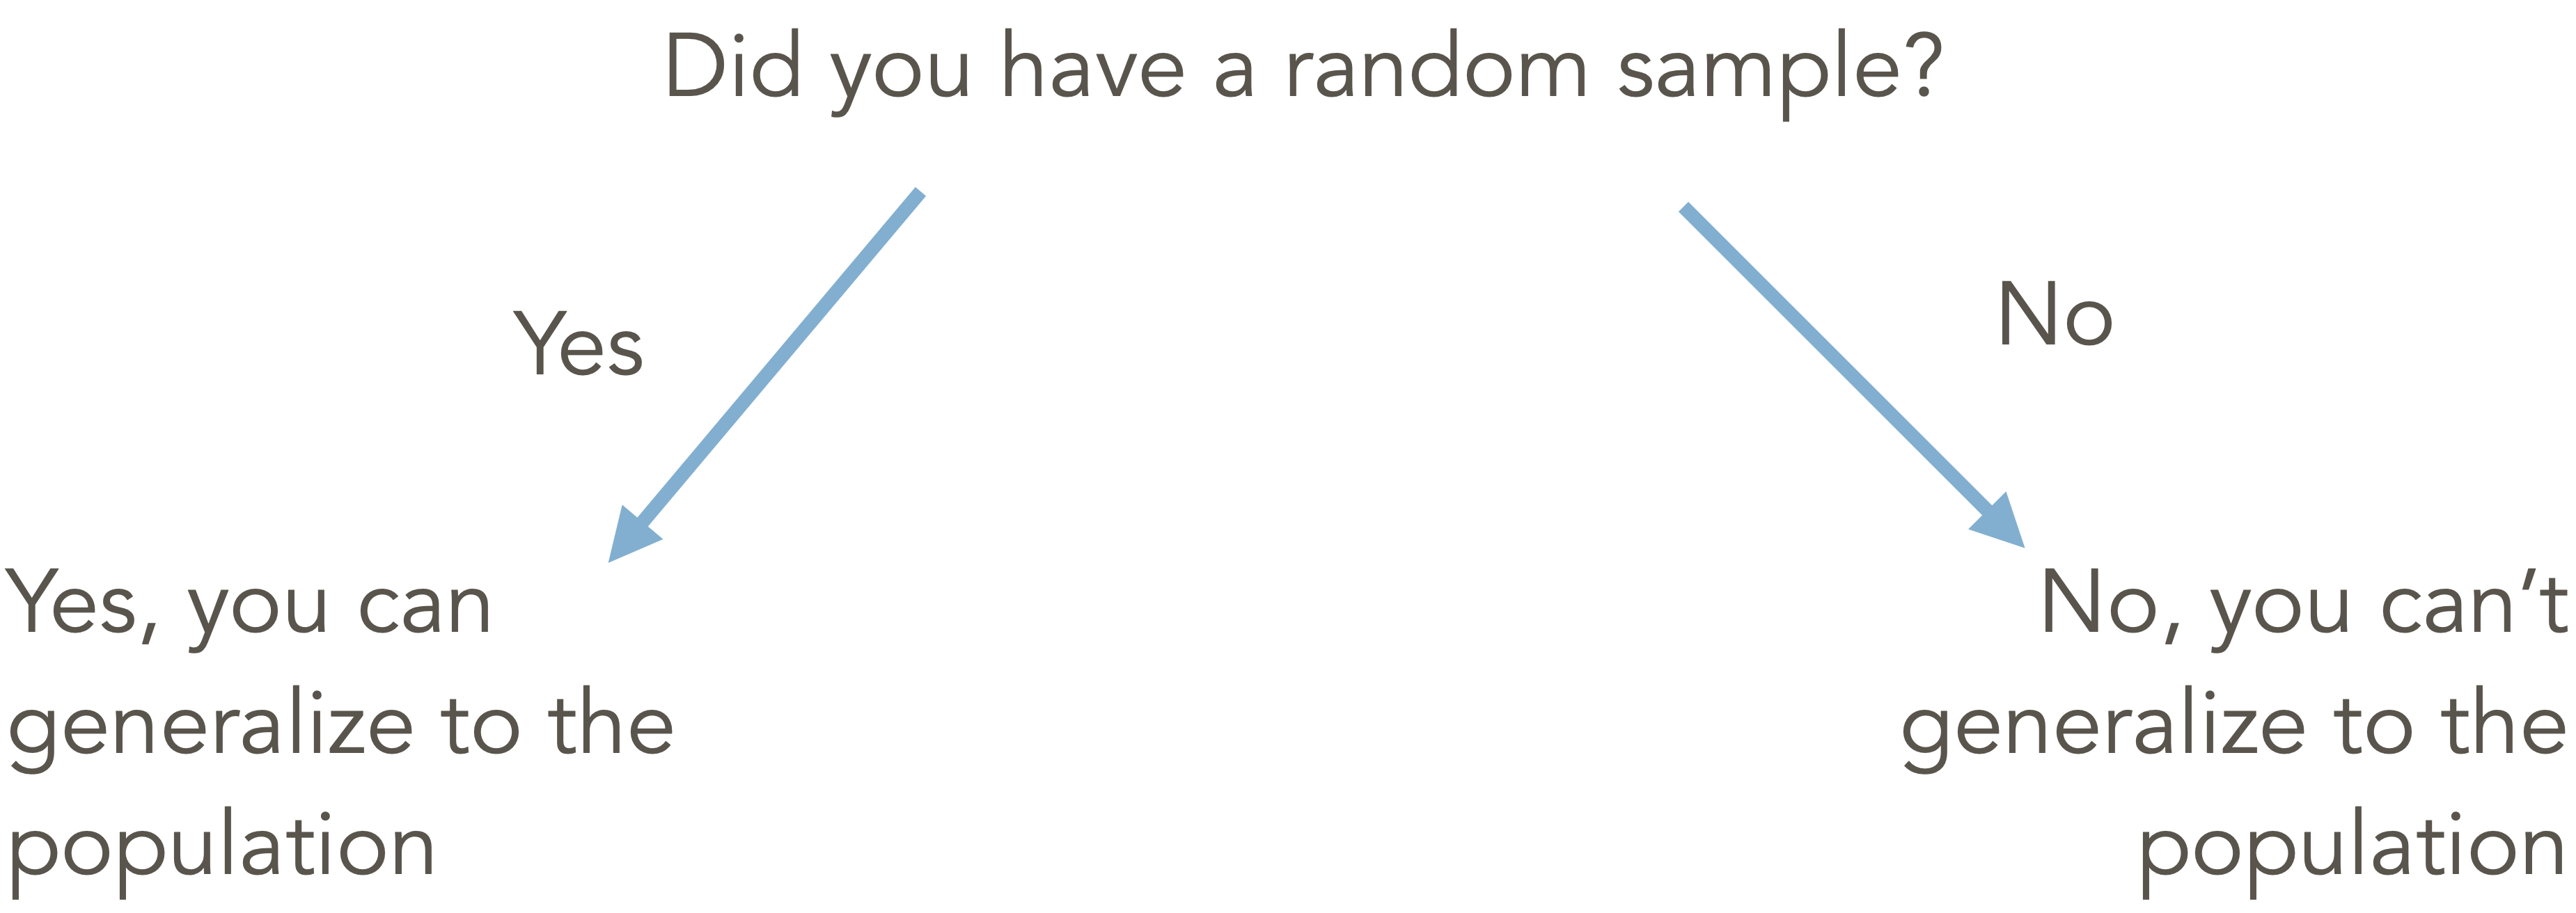 Did you have a random sample?
Yes
No
Yes, you can
generalize to the
population
No, you can’t
generalize to the
population